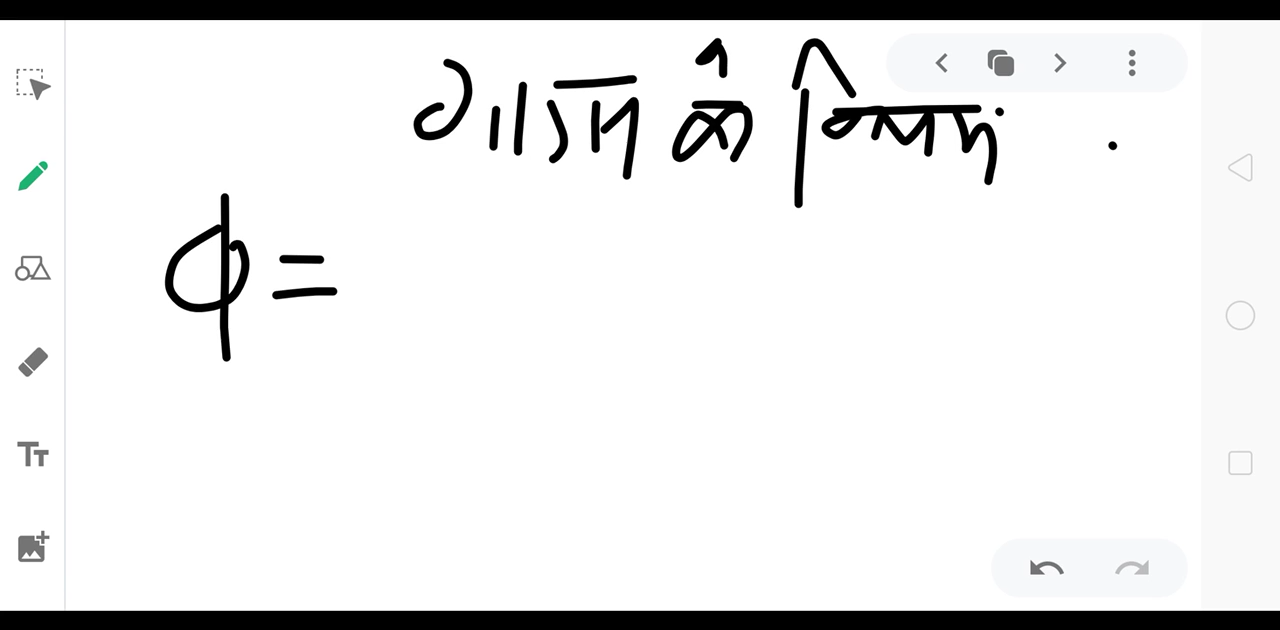 गाउस के नियम
Φ =